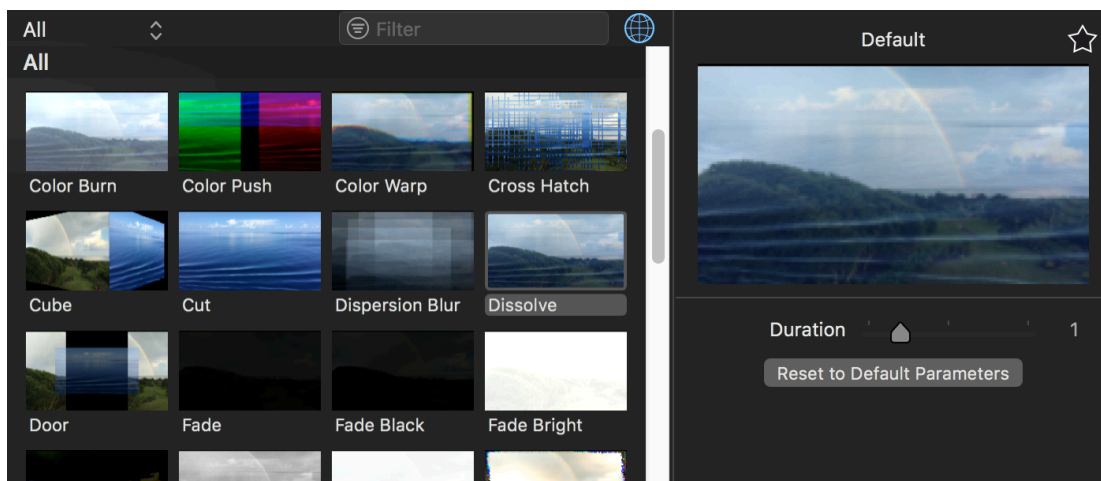 All
Filter
All
Color Burn
Color Push
Color Warp
Cross Hatch
Cube
Cut
Dispersion Blur
Dissolve
Door
Fade
Fade Black
Fade Bright
Default
Duration
1
Reset to Default Parameters